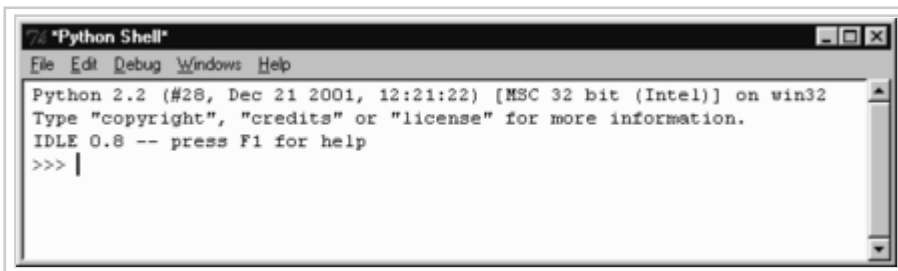 *Python Shell*
File Edit Debug Windows Help
Python 2.2 (#28, Dec 21 2001, 12:21:22) [MSC 32 bit (Intel)] on win32
Type "copyright", "credits" or "license" for more information.
IDLE 0.8 -- press F1 for help
>>>